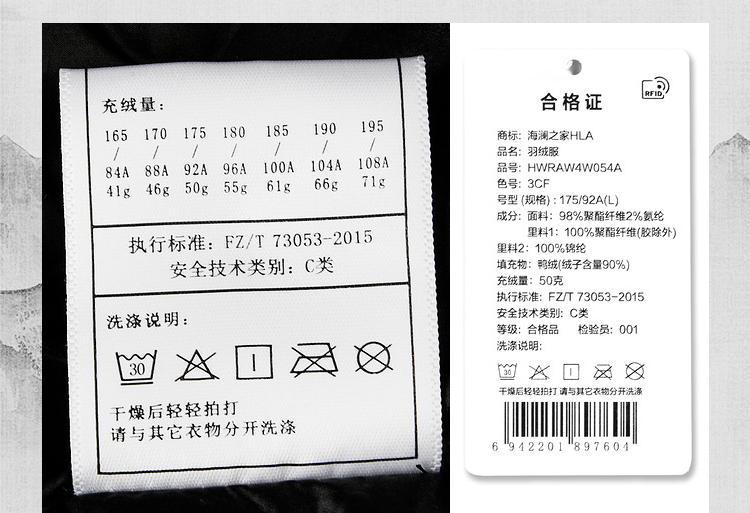 充绒量:
165 170 175 180 185 190 195
/ / / / / / /
84A 88A 92A 96A 100A 104A 108A
41g 46g 50g 55g 61g 66g 71g
执行标准: FZ/T 73053-2015
安全技术类别: C类
洗涤说明:
30
干燥后轻轻拍打
请与其它衣物分开洗涤
RFID
合格证
商标: 海澜之家HLA
品名: 羽绒服
品号: HWRAW4W054A
色号: 3CF
号型 (规格) : 175/92A(L)
成分: 面料: 98%聚酯纤维2%氨纶
里料1: 100%聚酯纤维(胶除外)
里料2: 100%锦纶
填充物: 鸭绒(绒子含量90%)
充绒量: 50克
执行标准: FZ/T 73053-2015
安全技术类别: C类
等级: 合格品 检验员: 001
洗涤说明:
30
干燥后轻轻拍打 请与其它衣物分开洗涤
6 942201 897604